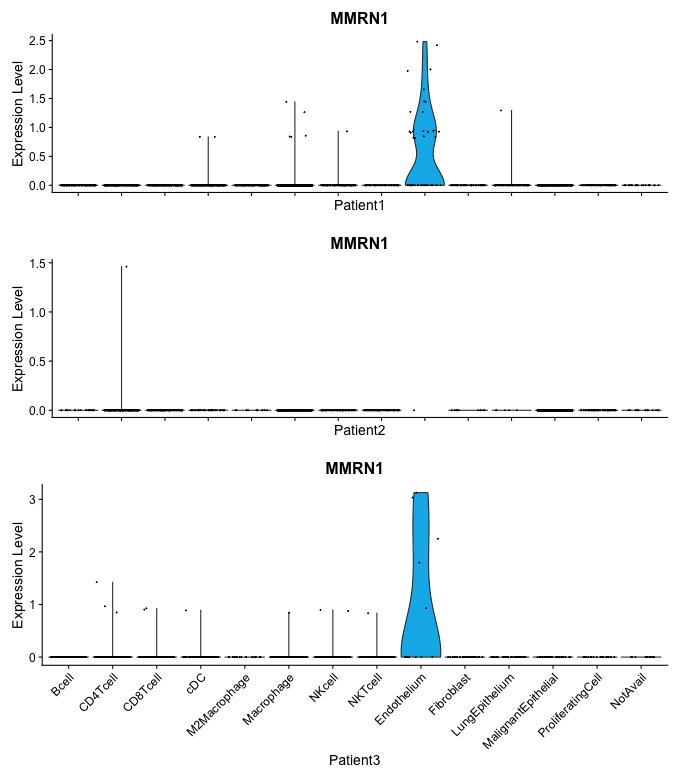 MMRN1
Expression Level
2.5
2.0
1.5
1.0
0.5
0.0
Patient1
MMRN1
Expression Level
1.5
1.0
0.5
0.0
Patient2
MMRN1
Expression Level
3
2
1
0
Bcell
CD4Tcell
CD8Tcell
cDC
M2Macrophage
Macrophage
NKcell
NKTcell
Endothelium
Fibroblast
LungEpithelium
MalignantEpithelial
ProliferatingCell
NotAvail
Patient3